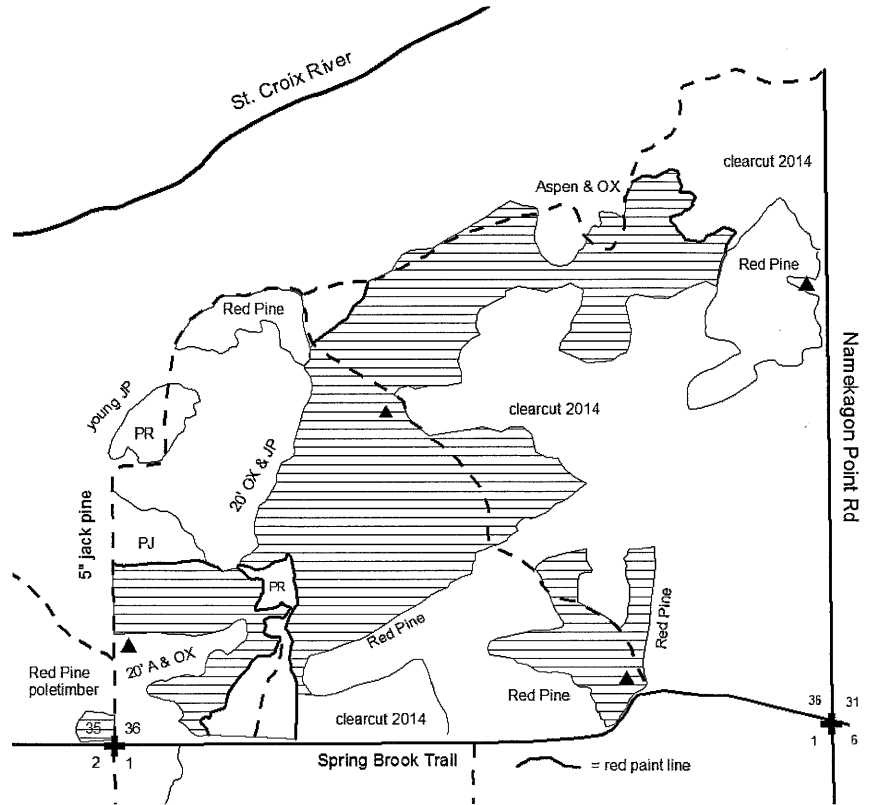 St. Croix River
clearcut 2014
Aspen & OX
Red Pine
Red Pine
Namekagon Point Rd
young JP
PR
clearcut 2014
20' OX & JP
5" jack pine
PJ
PR
Red Pine
Red Pine
20' A & OX
Red Pine
poletimber
Red Pine
clearcut 2014
35 36
36 31
2 1
1 6
Spring Brook Trail
= red paint line